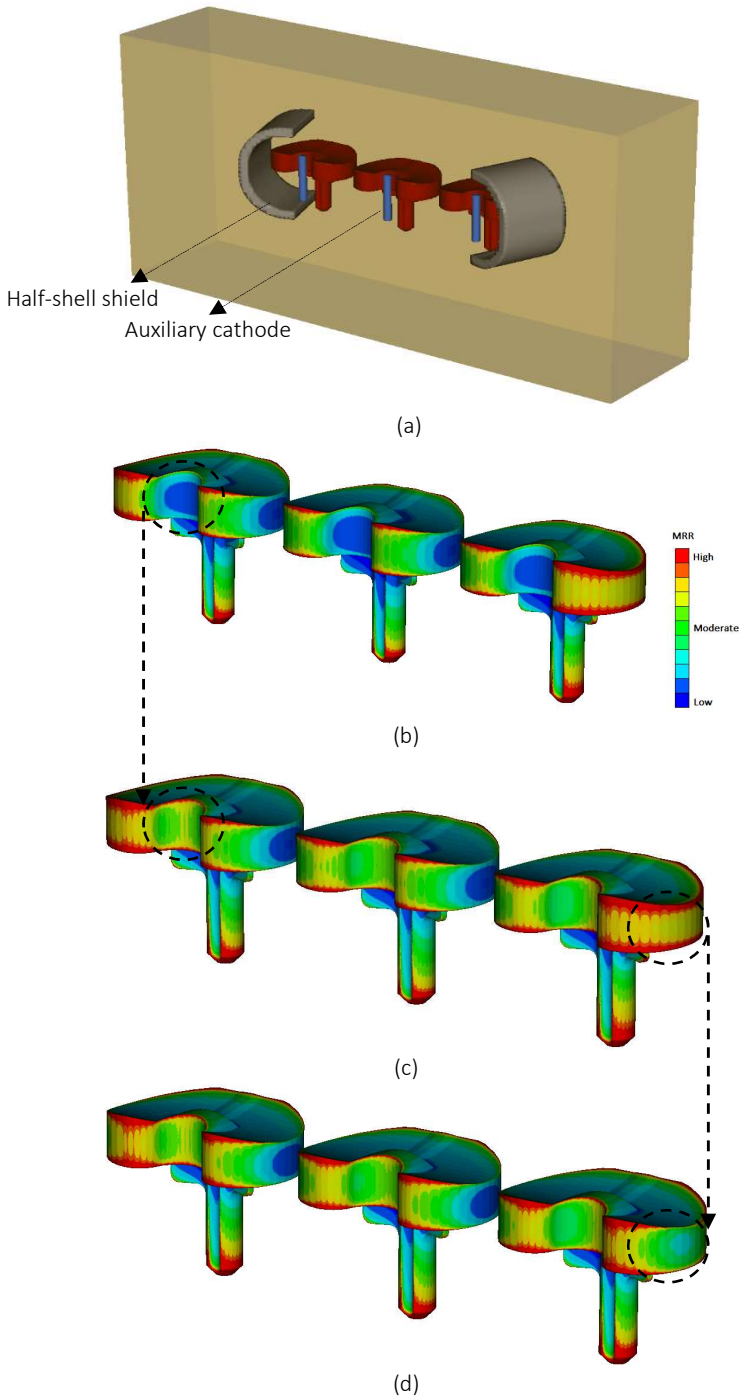 Half-shell shield
Auxiliary cathode
(a)
MRR
High
Moderate
Low
(b)
(c)
(d)